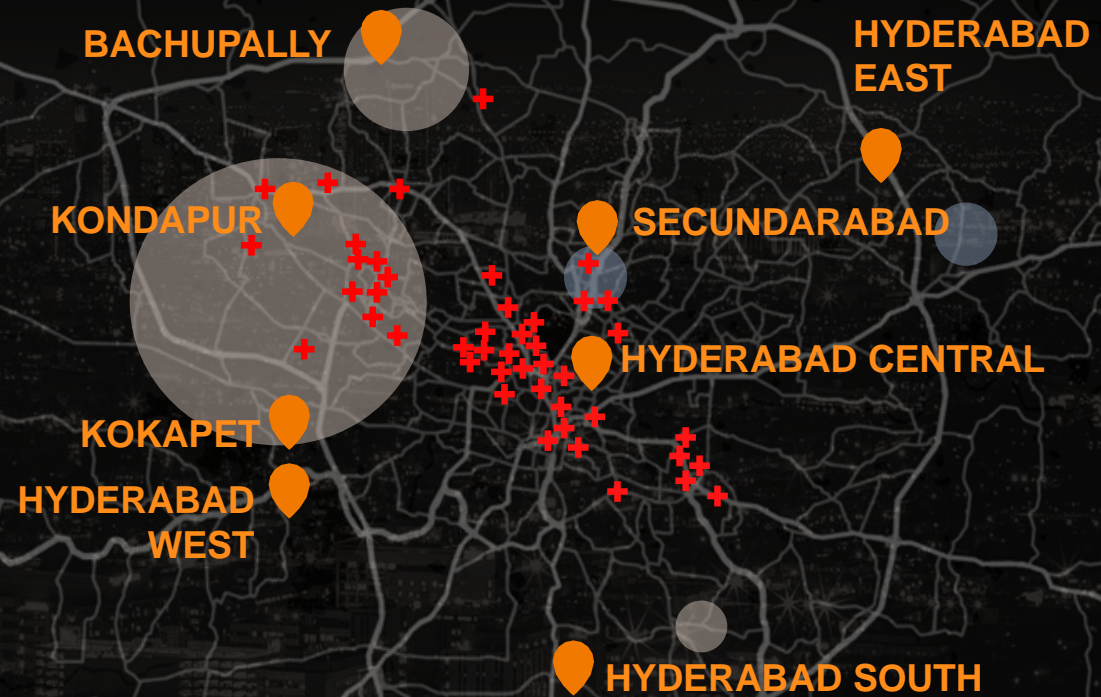 BACHUPALLY
HYDERABAD
EAST
KONDAPUR
SECUNDARABAD
HYDERABAD CENTRAL
KOKAPET
HYDERABAD
WEST
HYDERABAD SOUTH